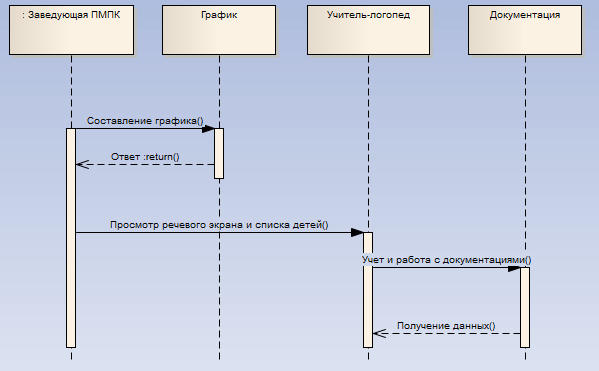 : Заведующая ПМПК
График
Учитель-логопед
Документация
Составление графика()
Ответ :return()
Просмотр речевого экрана и списка детей()
Учет и работа с документациями()
Получение данных()